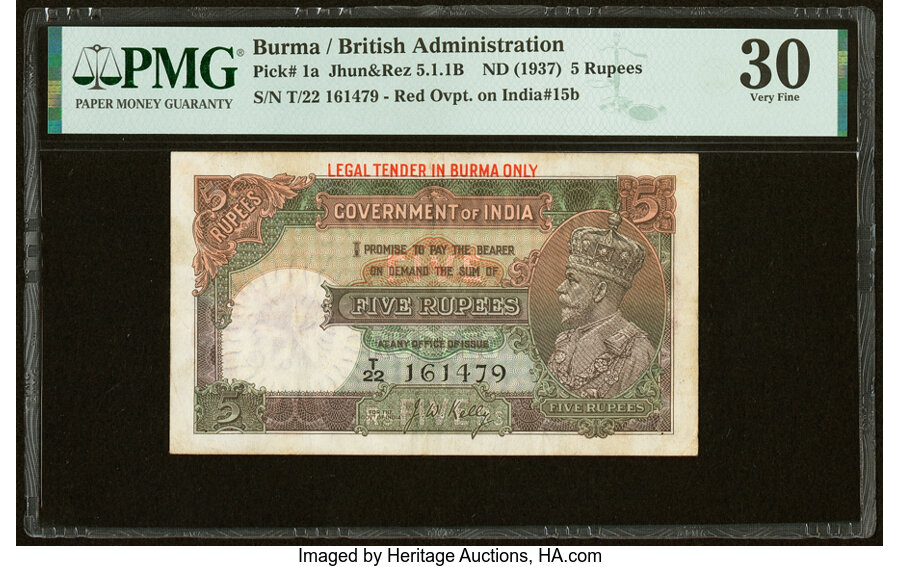 PMG®
PAPER MONEY GUARANTY
Burma / British Administration
Pick# 1a Jhun&Rez 5.1.1B ND (1937) 5 Rupees
S/N T/22 161479 - Red Ovpt. on India#15b
30
Very Fine
LEGAL TENDER IN BURMA ONLY
5
RUPEES
GOVERNMENT OF INDIA
5
I PROMISE TO PAY THE BEARER
ON DEMAND THE SUM OF
FIVE RUPEES
AT ANY OFFICE OF ISSUE
T
22 161479
5
J. W. Kelly
FIVE RUPEES
Imaged by Heritage Auctions, HA.com